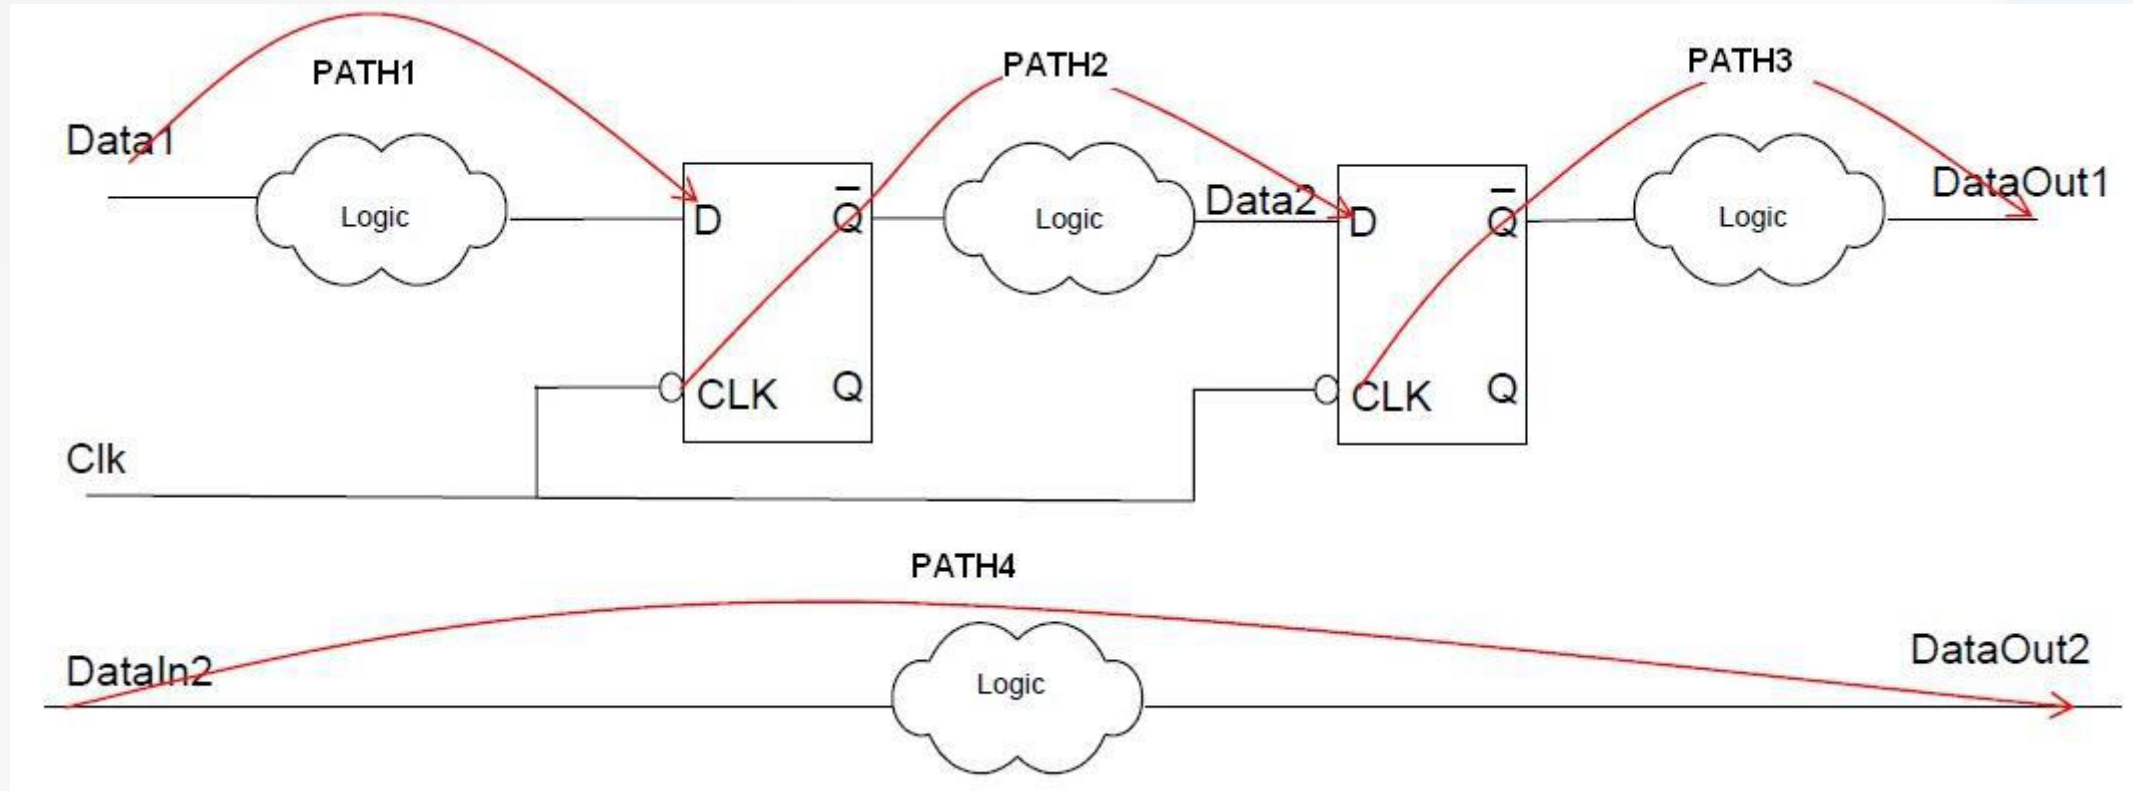 PATH1
PATH2
PATH3
Data1
Logic
D
Q̅
Logic
Data2
D
Q̅
Logic
DataOut1
CLK
Q
CLK
Q
Clk
PATH4
DataIn2
Logic
DataOut2